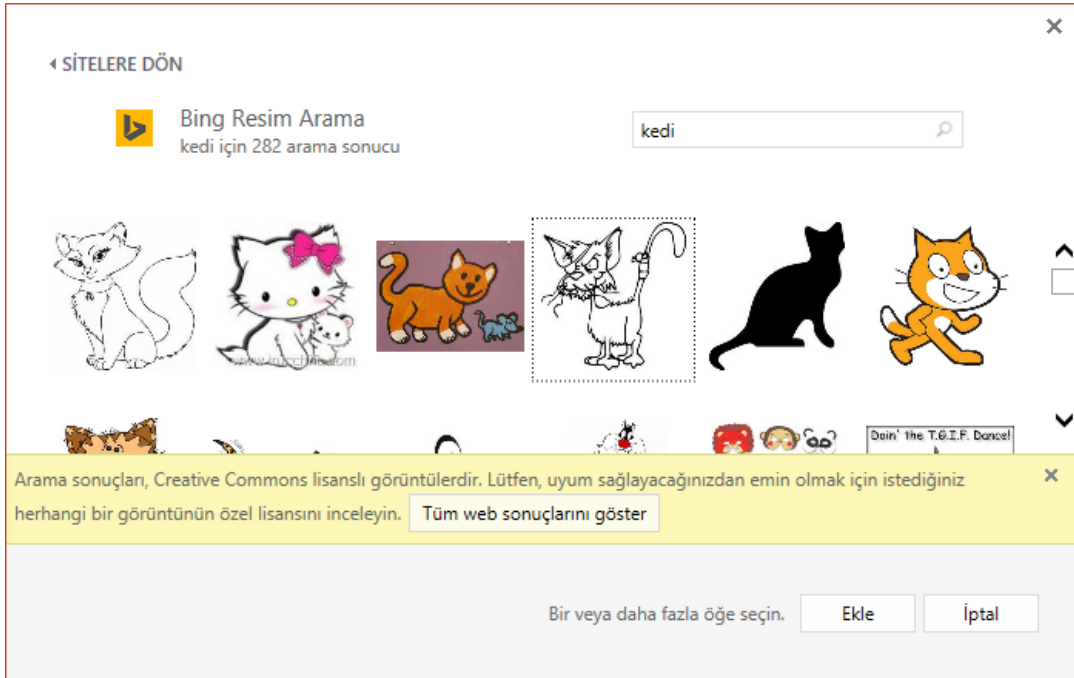 SİTELERE DÖN
Bing Resim Arama
kedi için 282 arama sonucu
kedi
Doin' the T.G.I.F. Dance!
Arama sonuçları, Creative Commons lisanslı görüntülerdir. Lütfen, uyum sağlayacağınızdan emin olmak için istediğiniz
herhangi bir görüntünün özel lisansını inceleyin. Tüm web sonuçlarını göster
Bir veya daha fazla öğe seçin. Ekle İptal